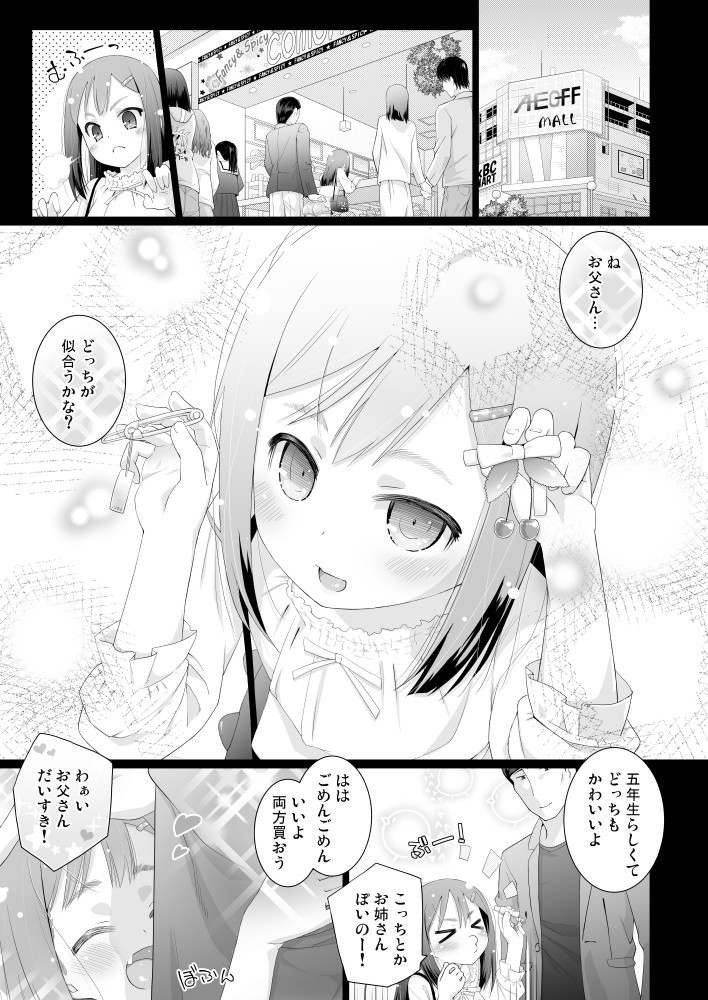 AEOFF
MALL
KBC
MART
Fancy & Spicy
FANCY & SPICY
むふーっ
ね
お父さん…
どっちが
似合うかな？
五年生らしくて
どっちも
かわいいよ
ぶー！
こっちとか
お姉さん
ぽいのー！
はは
ごめんごめん
いいよ
両方買おう
ぼふん
わぁい
お父さん
だいすき！